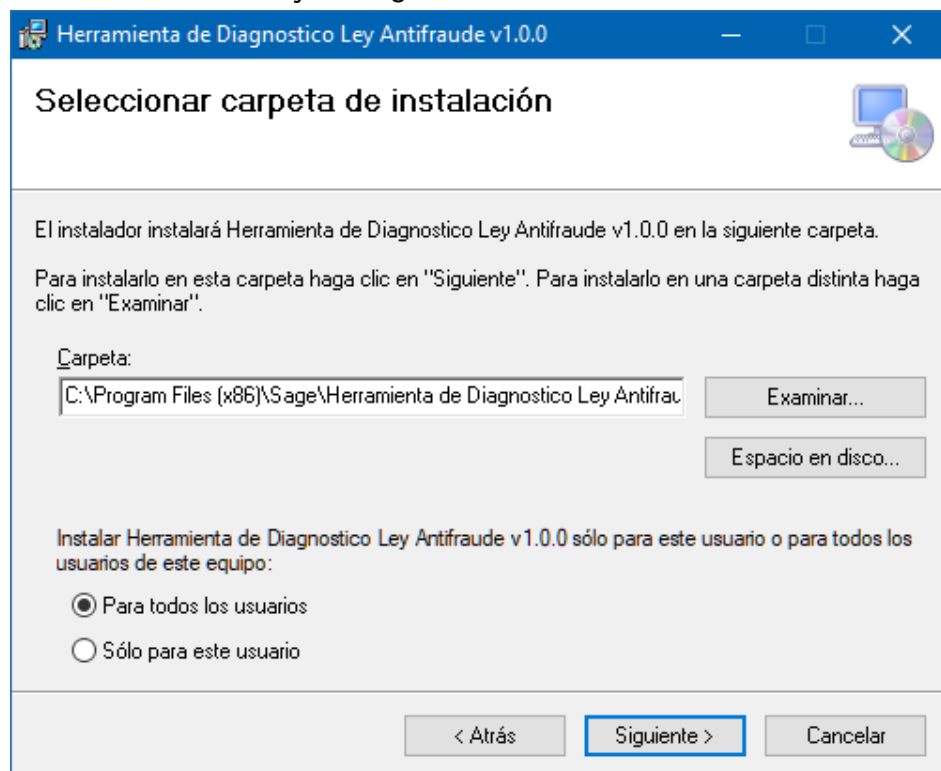 Herramienta de Diagnostico Ley Antifraude v1.0.0
Seleccionar carpeta de instalación
El instalador instalará Herramienta de Diagnostico Ley Antifraude v1.0.0 en la siguiente carpeta.
Para instalarlo en esta carpeta haga clic en "Siguiente". Para instalarlo en una carpeta distinta haga
clic en "Examinar".
Carpeta:
C:\Program Files (x86)\Sage\Herramienta de Diagnostico Ley Antifrau
Examinar...
Espacio en disco...
Instalar Herramienta de Diagnostico Ley Antifraude v1.0.0 sólo para este usuario o para todos los
usuarios de este equipo:
Para todos los usuarios
Sólo para este usuario
< Atrás
Siguiente >
Cancelar